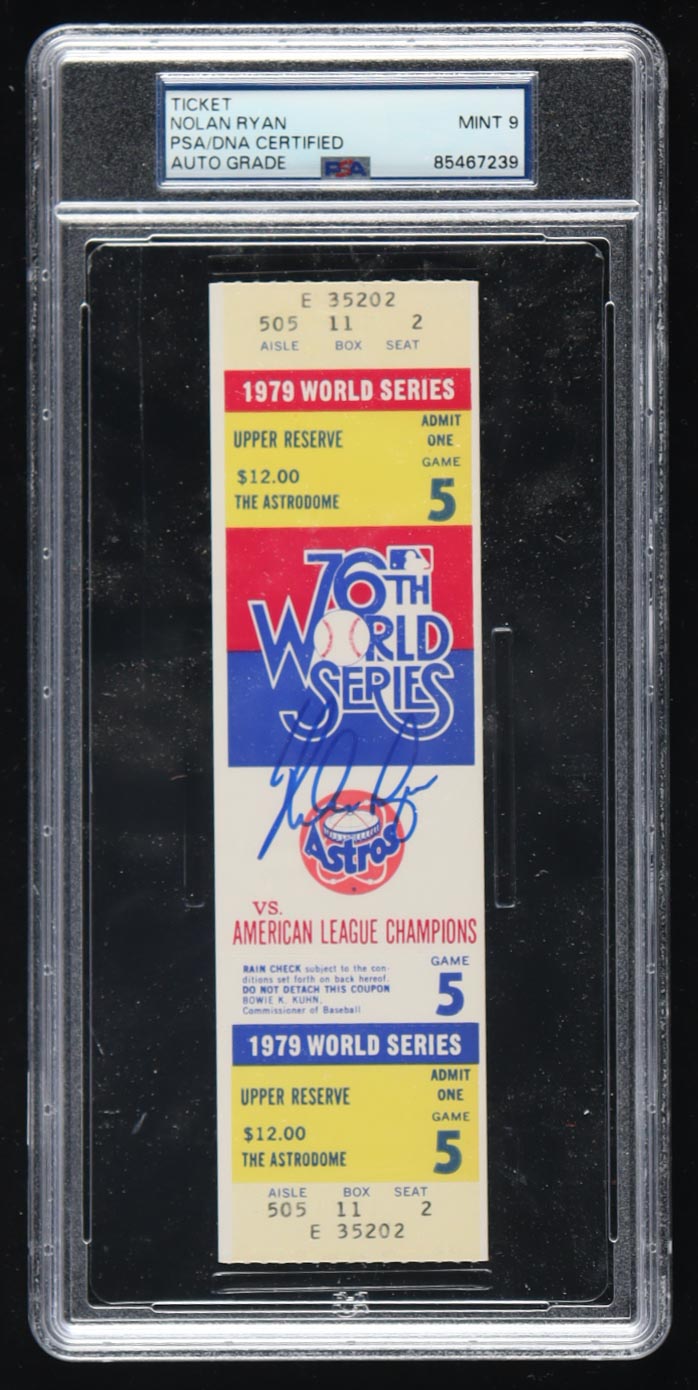 TICKET
NOLAN RYAN MINT 9
PSA/DNA CERTIFIED
AUTO GRADE PSA 85467239
E 35202
505 11 2
AISLE BOX SEAT
1979 WORLD SERIES
UPPER RESERVE ADMIT ONE
GAME
$12.00
THE ASTRODOME 5
76TH
WORLD
SERIES
Nolan Ryan
Astros
VS.
AMERICAN LEAGUE CHAMPIONS
RAIN CHECK subject to the con-
ditions set forth on back hereof.
DO NOT DETACH THIS COUPON
BOWIE K. KUHN,
Commissioner of Baseball
GAME
5
1979 WORLD SERIES
UPPER RESERVE ADMIT ONE
GAME
$12.00
THE ASTRODOME 5
AISLE BOX SEAT
505 11 2
E 35202